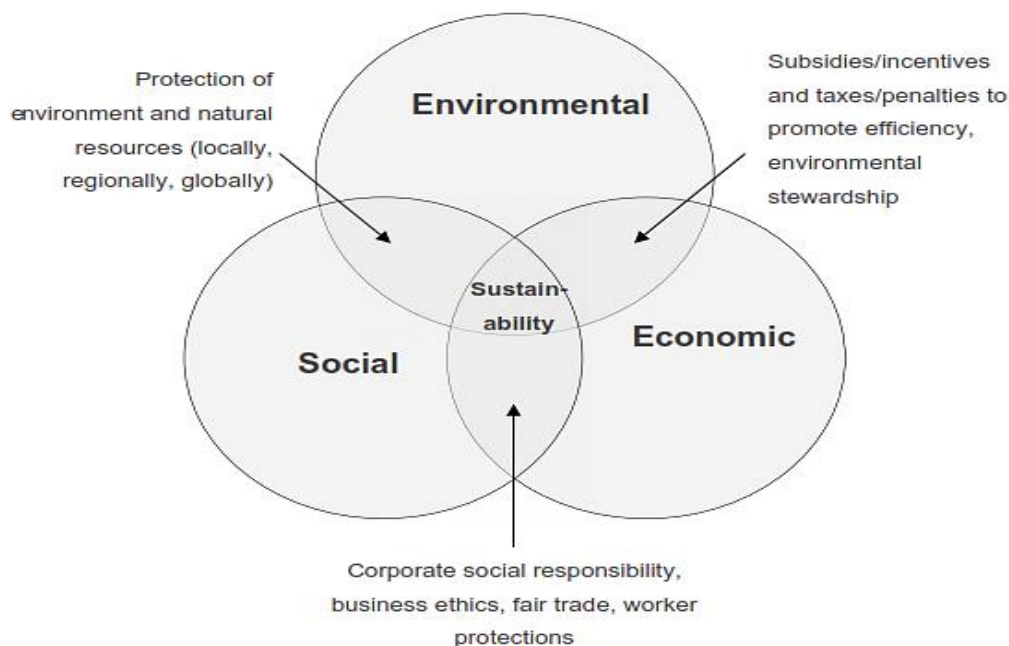 Protection of
environment and natural
resources (locally,
regionally, globally)
Environmental
Subsidies/incentives
and taxes/penalties to
promote efficiency,
environmental
stewardship
Sustain-
ability
Social
Economic
Corporate social responsibility,
business ethics, fair trade, worker
protections